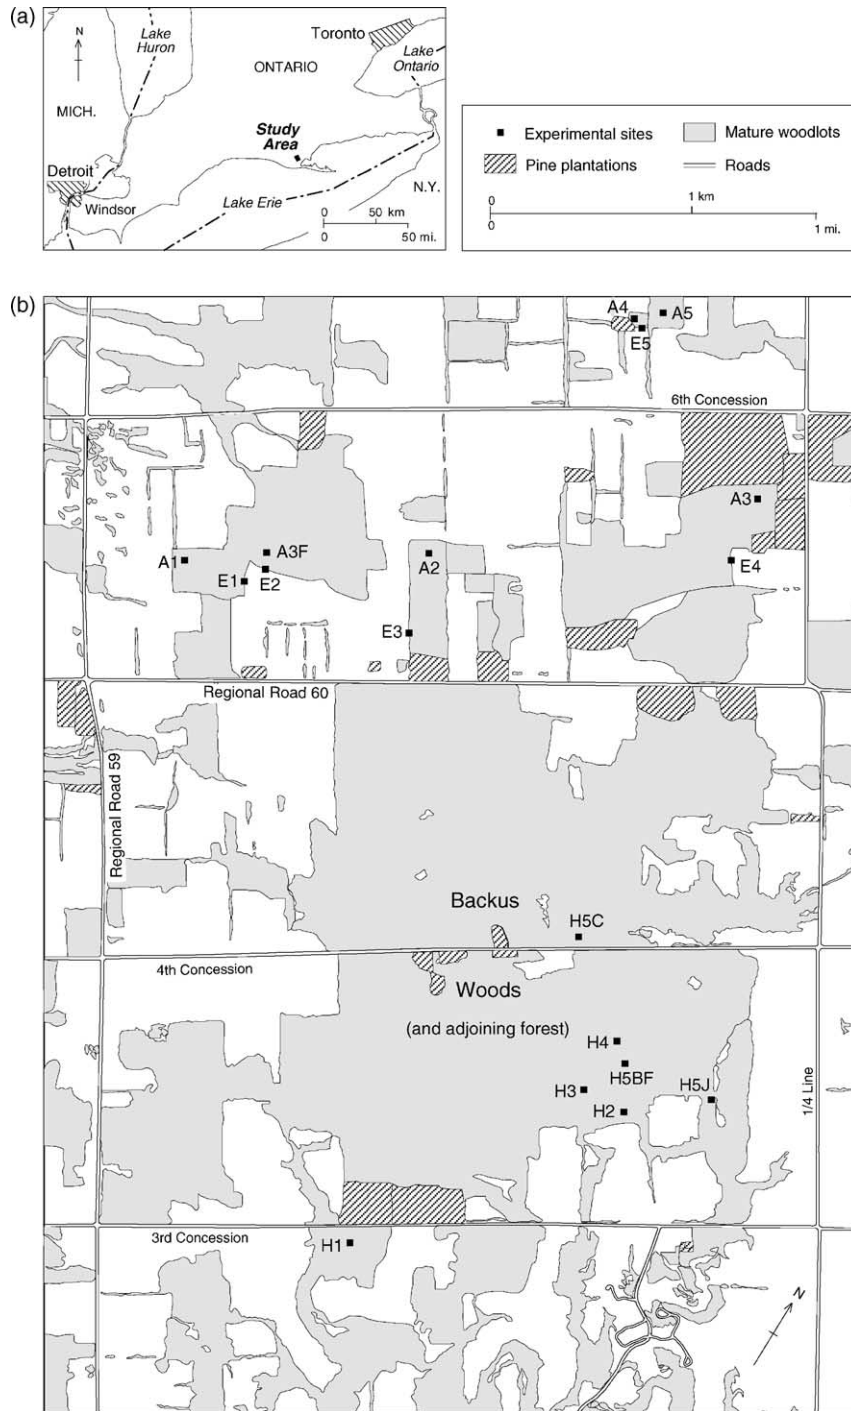 (a)
N
Lake
Huron
MICH.
ONTARIO
Toronto
Lake
Ontario
Study
Area
Detroit
Windsor
Lake Erie
N.Y.
0 50 km
0 50 mi.
Experimental sites
Mature woodlots
Pine plantations
Roads
0 1 km
0 1 mi.
(b)
A4
A5
E5
6th Concession
A3
A1
A3F
E1
E2
A2
E4
E3
Regional Road 60
Regional Road 59
Backus
H5C
4th Concession
Woods
(and adjoining forest)
H4
H5BF
H3
H5J
H2
1/4 Line
3rd Concession
H1
N